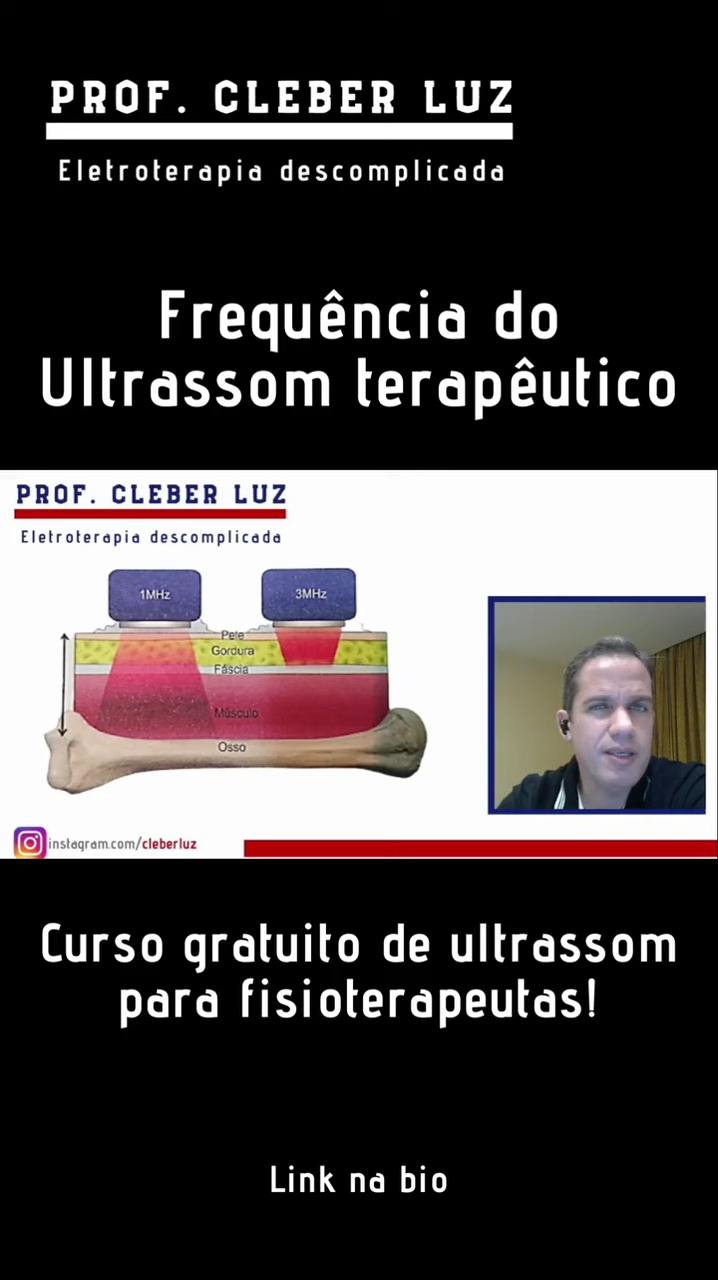 PROF. CLEBER LUZ
Eletroterapia descomplicada
Frequência do
Ultrassom terapêutico
PROF. CLEBER LUZ
Eletroterapia descomplicada
1MHz
3MHz
Pele
Gordura
Fáscia
Músculo
Osso
instagram.com/cleberluz
Curso gratuito de ultrassom
para fisioterapeutas!
Link na bio